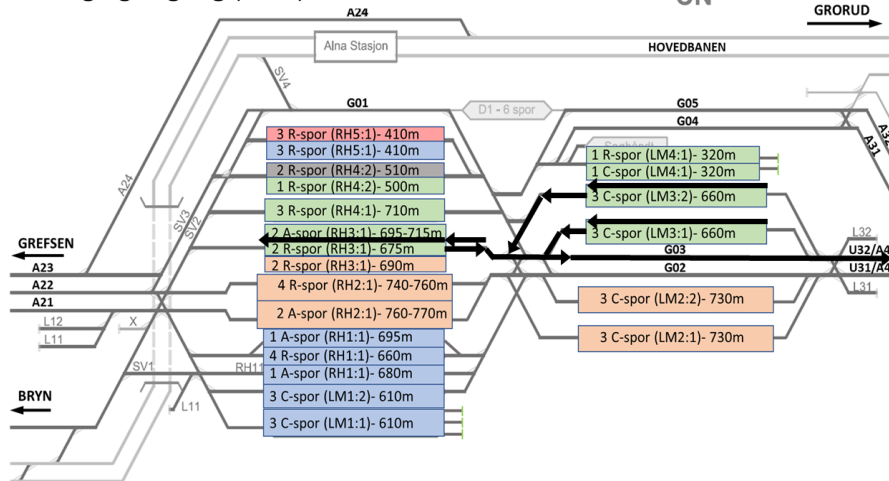 A24
GRORUD
Alna Stasjon
HOVEDBANEN
SV4
G01
D1 - 6 spor
G05
G04
A32
A31
3 R-spor (RH5:1)- 410m
3 R-spor (RH5:1)- 410m
2 R-spor (RH4:2)- 510m
1 R-spor (RH4:2)- 500m
3 R-spor (RH4:1)- 710m
2 A-spor (RH3:1)- 695-715m
2 R-spor (RH3:1)- 675m
2 R-spor (RH3:1)- 690m
4 R-spor (RH2:1)- 740-760m
2 A-spor (RH2:1)- 760-770m
1 A-spor (RH1:1)- 695m
4 R-spor (RH1:1)- 660m
1 A-spor (RH1:1)- 680m
3 C-spor (LM1:2)- 610m
3 C-spor (LM1:1)- 610m
1 R-spor (LM4:1)- 320m
1 C-spor (LM4:1)- 320m
3 C-spor (LM3:2)- 660m
3 C-spor (LM3:1)- 660m
G03
G02
3 C-spor (LM2:2)- 730m
3 C-spor (LM2:1)- 730m
L32
U32/A4
U31/A4
L31
A24
SV3
SV2
GREFSEN
A23
A22
A21
L12
L11
X
SV1
RH11
L11
BRYN